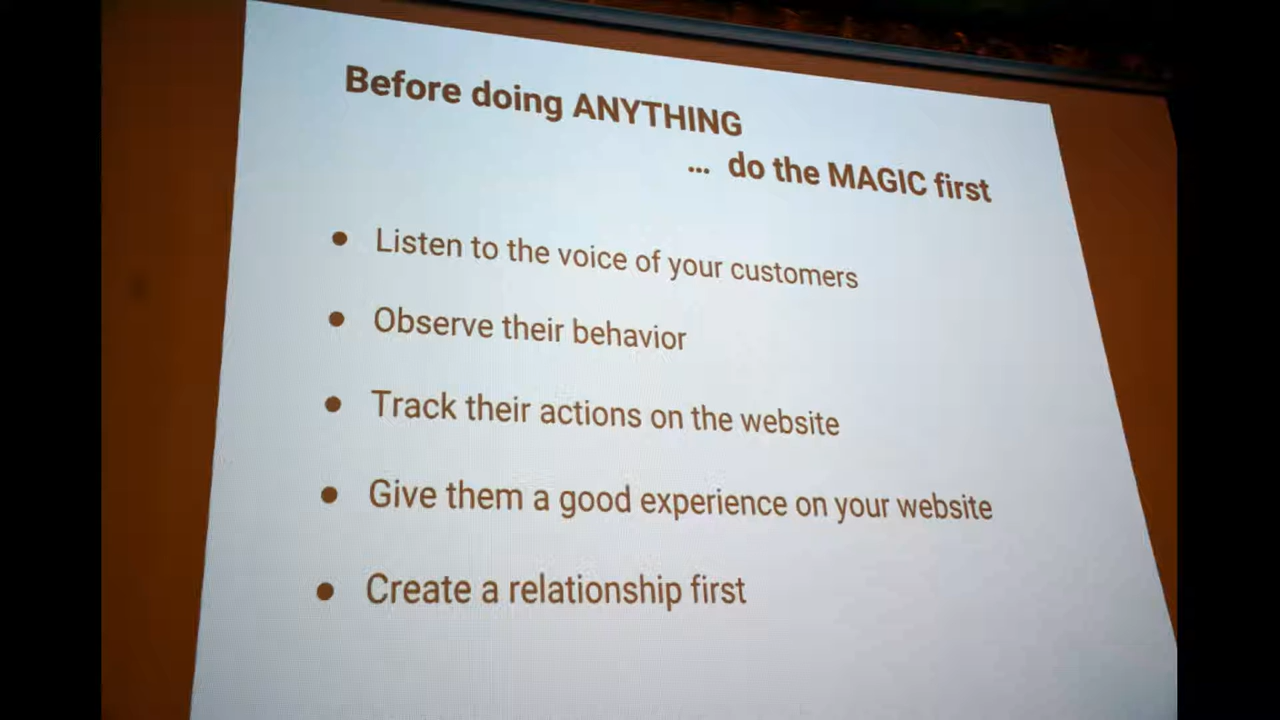 Before doing ANYTHING
... do the MAGIC first
● Listen to the voice of your customers
● Observe their behavior
● Track their actions on the website
● Give them a good experience on your website
● Create a relationship first